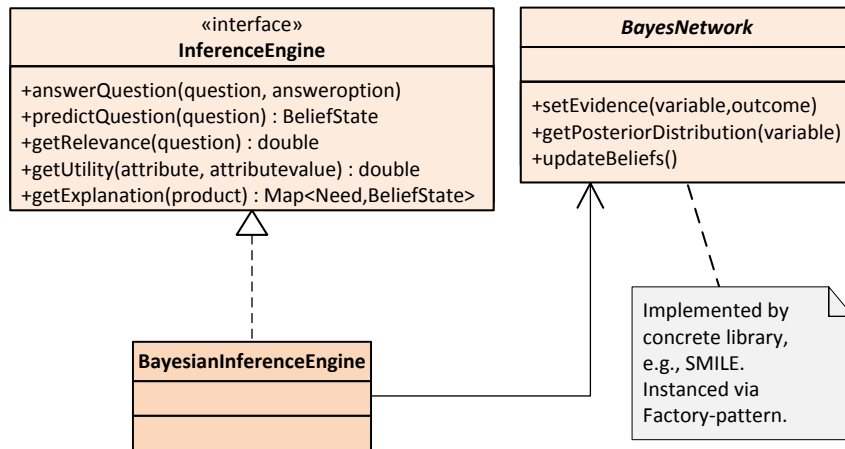 «interface»
InferenceEngine
+answerQuestion(question, answeroption)
+predictQuestion(question) : BeliefState
+getRelevance(question) : double
+getUtility(attribute, attributevalue) : double
+getExplanation(product) : Map<Need,BeliefState>
BayesNetwork
+setEvidence(variable,outcome)
+getPosteriorDistribution(variable)
+updateBeliefs()
BayesianInferenceEngine
Implemented by
concrete library,
e.g., SMILE.
Instanced via
Factory-pattern.